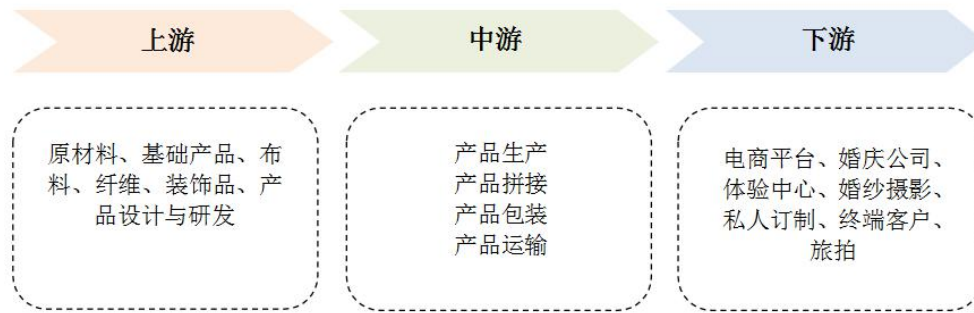 上游
中游
下游
原材料、基础产品、布
料、纤维、装饰品、产
品设计与研发
产品生产
产品拼接
产品包装
产品运输
电商平台、婚庆公司、
体验中心、婚纱摄影、
私人订制、终端客户、
旅拍